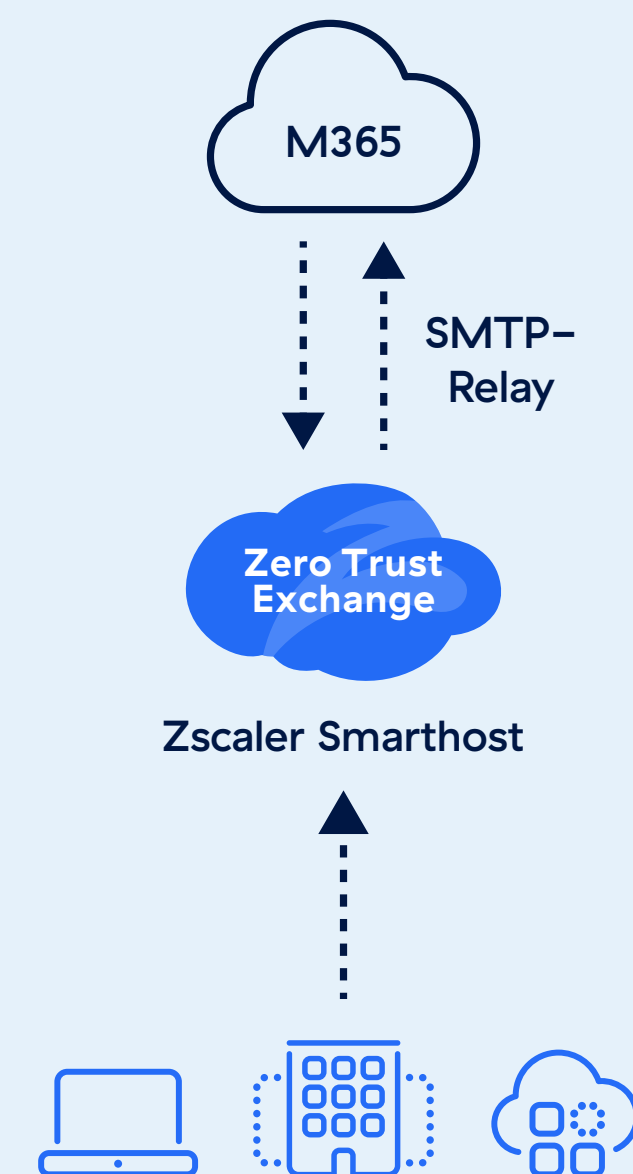 M365
SMTP-
Relay
Zero Trust
Exchange
Zscaler Smarthost